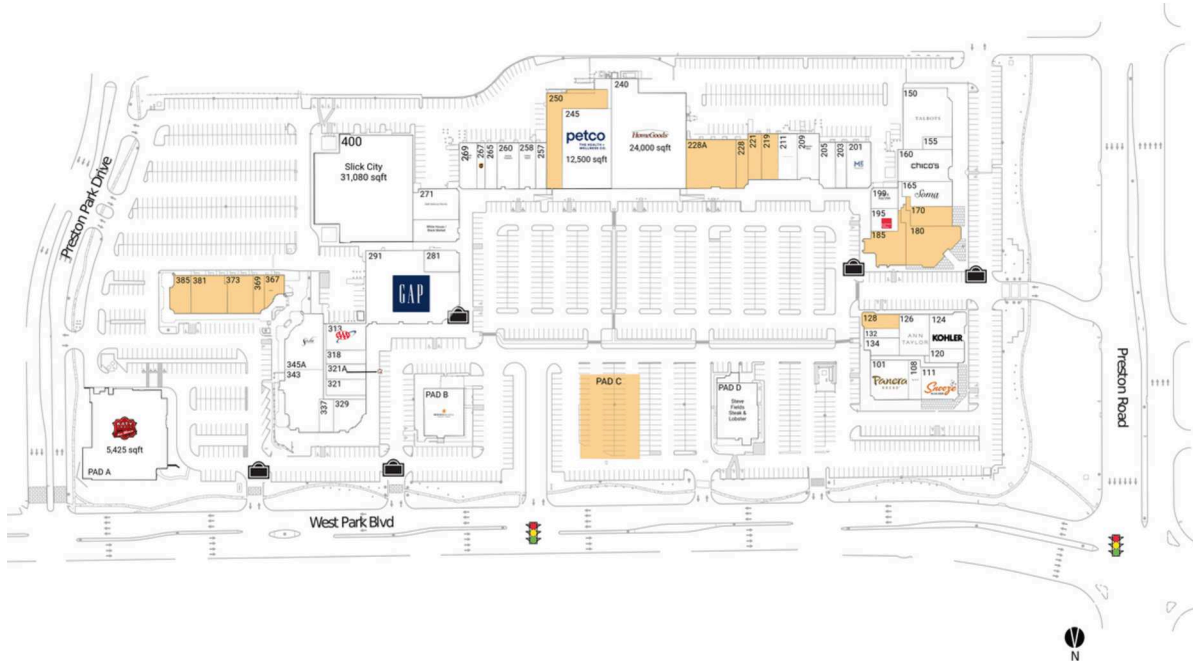 250
240
245
petco
THE HEALTH +
WELLNESS CO.
12,500 sqft
HomeGoods
24,000 sqft
400
Slick City
31,080 sqft
269
267
265
260
258
257
228A
228
221
219
211
209
205
203
201
150
TALBOTS
155
160
chico's
165
Soma
199
195
170
180
185
271
291
281
GAP
Preston Park Drive
385
381
373
369
367
313
318
345A
343
321A
321
337
329
PAD B
PAD C
PAD D
Steve
Fields
Steak &
Lobster
128
126
124
132
134
ANN
TAYLOR
KOHLER
120
101
108
111
Panera
BREAD
Sneeze
5,425 sqft
PAD A
West Park Blvd
Preston Road
N